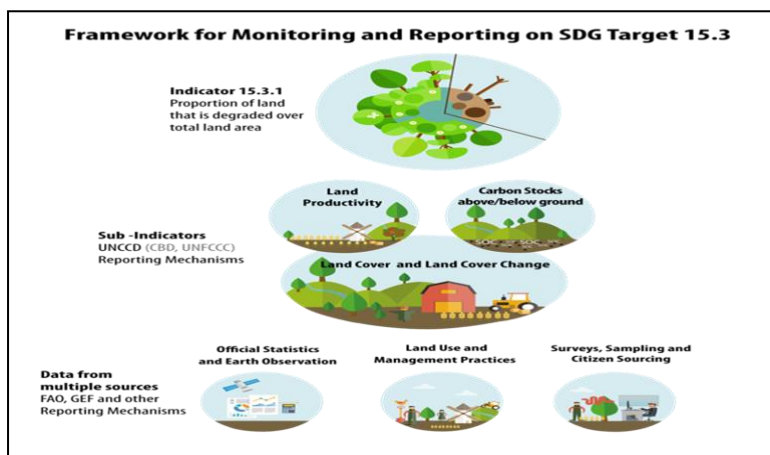 Framework for Monitoring and Reporting on SDG Target 15.3
Indicator 15.3.1
Proportion of land
that is degraded over
total land area
Land
Productivity
Carbon Stocks
above/below ground
SOC SOC
Sub -Indicators
UNCCD (CBD, UNFCCC)
Reporting Mechanisms
Land Cover and Land Cover Change
Official Statistics
and Earth Observation
Land Use and
Management Practices
Surveys, Sampling and
Citizen Sourcing
Data from
multiple sources
FAO, GEF and other
Reporting Mechanisms